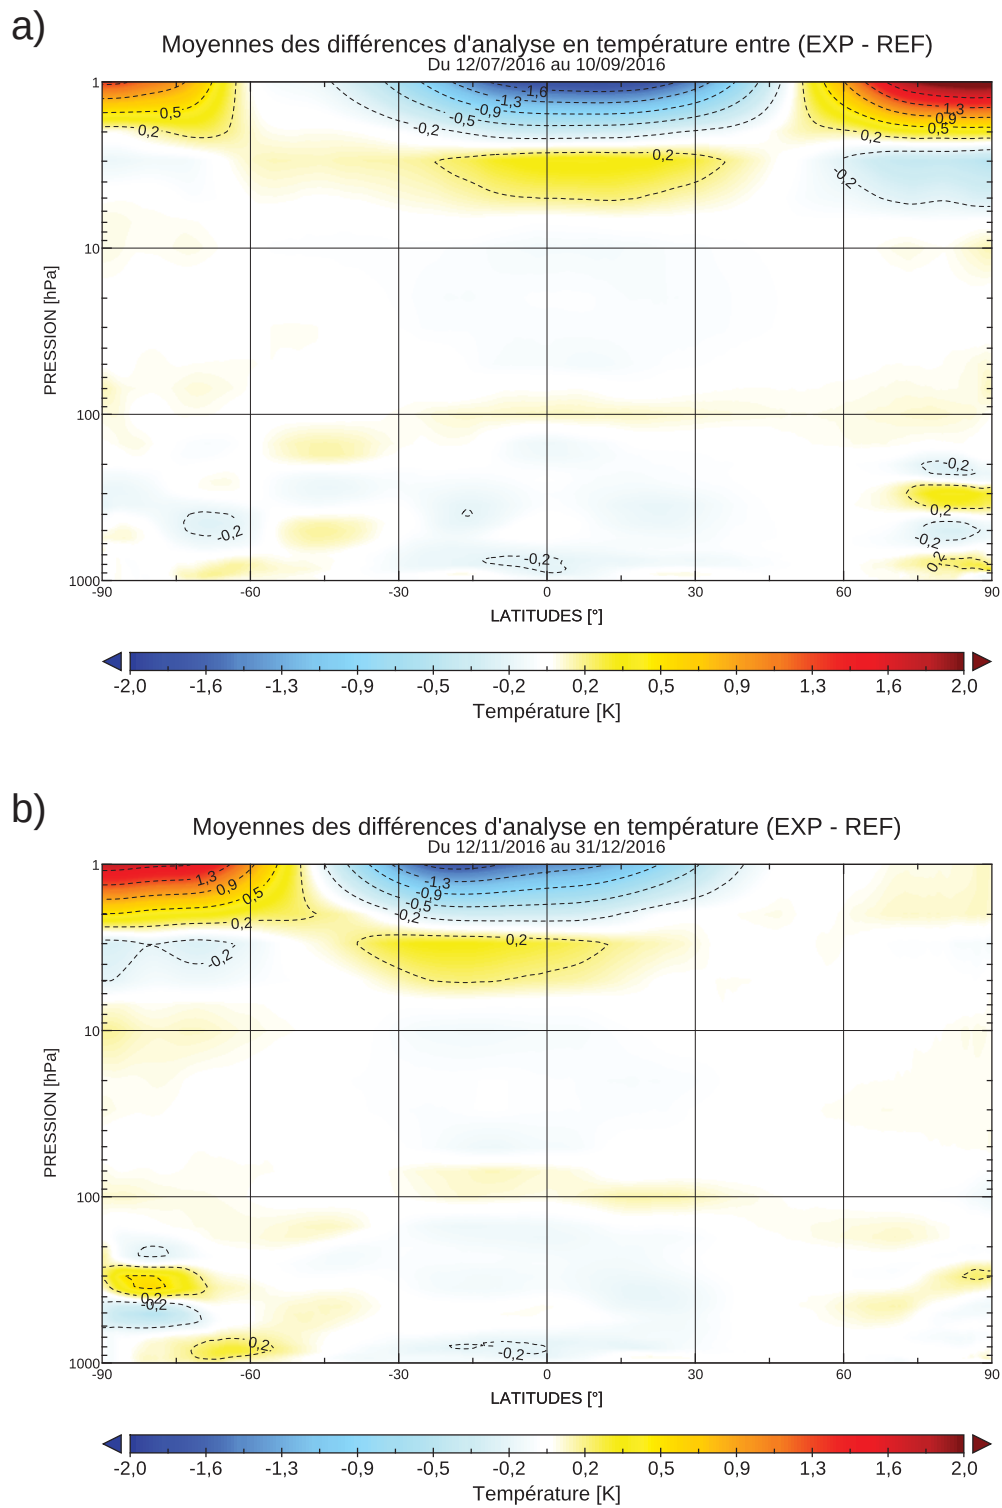 a)
Moyennes des différences d'analyse en température entre (EXP - REF)
Du 12/07/2016 au 10/09/2016
1
10
100
1000
PRESSION [hPa]
0,5
0,2
-1,6
-1,3
-0,9
-0,5
-0,2
1,3
0,9
0,5
0,2
0,2
-0,2
-0,2
0,2
-0,2
0,2
-0,2
-0,2
-90 -60 -30 0 30 60 90
LATITUDES [°]
-2,0 -1,6 -1,3 -0,9 -0,5 -0,2 0,2 0,5 0,9 1,3 1,6 2,0
Température [K]
b)
Moyennes des différences d'analyse en température (EXP - REF)
Du 12/11/2016 au 31/12/2016
1
10
100
1000
PRESSION [hPa]
1,3
0,9
0,5
0,2
-1,3
-0,9
-0,5
-0,2
0,2
-0,2
0,2
-0,2
0,2
-0,2
-90 -60 -30 0 30 60 90
LATITUDES [°]
-2,0 -1,6 -1,3 -0,9 -0,5 -0,2 0,2 0,5 0,9 1,3 1,6 2,0
Température [K]